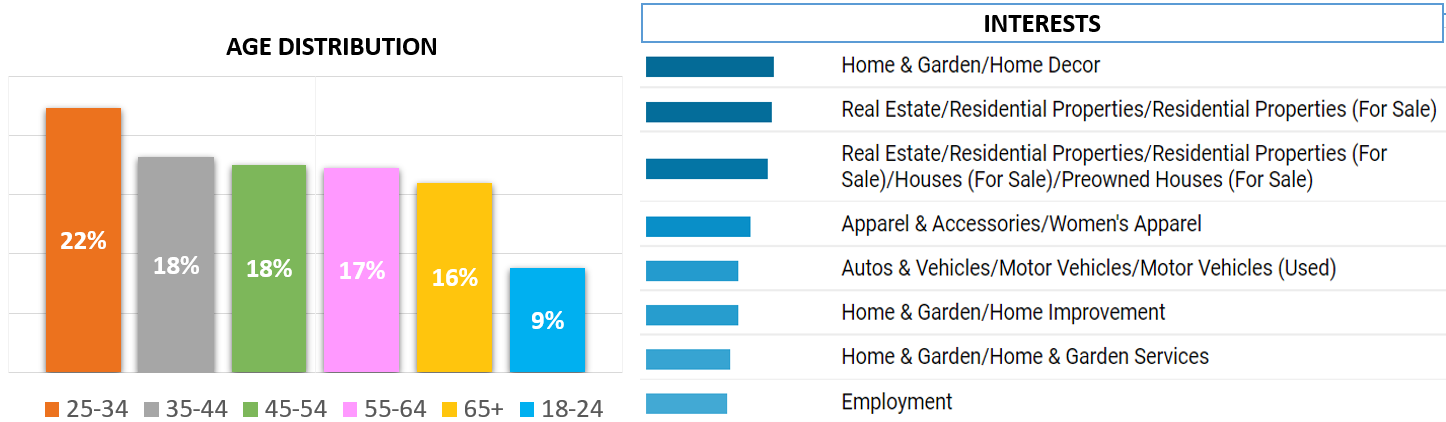 AGE DISTRIBUTION
22%
18%
18%
17%
16%
9%
25-34
35-44
45-54
55-64
65+
18-24
INTERESTS
Home & Garden/Home Decor
Real Estate/Residential Properties/Residential Properties (For Sale)
Real Estate/Residential Properties/Residential Properties (For
Sale)/Houses (For Sale)/Preowned Houses (For Sale)
Apparel & Accessories/Women's Apparel
Autos & Vehicles/Motor Vehicles/Motor Vehicles (Used)
Home & Garden/Home Improvement
Home & Garden/Home & Garden Services
Employment